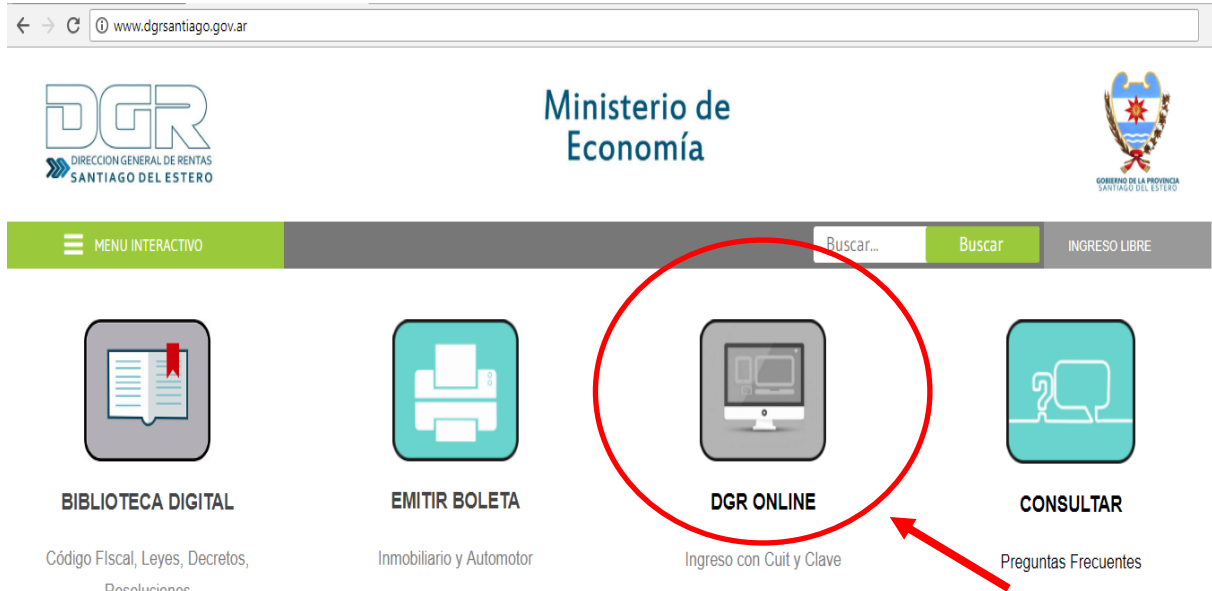 www.dgrsantiago.gov.ar
DGR
DIRECCION GENERAL DE RENTAS
SANTIAGO DEL ESTERO
Ministerio de
Economía
GOBIERNO DE LA PROVINCIA
SANTIAGO DEL ESTERO
MENU INTERACTIVO
Buscar...
Buscar
INGRESO LIBRE
BIBLIOTECA DIGITAL
EMITIR BOLETA
DGR ONLINE
CONSULTAR
Código FIscal, Leyes, Decretos,
Resoluciones
Inmobiliario y Automotor
Ingreso con Cuit y Clave
Preguntas Frecuentes